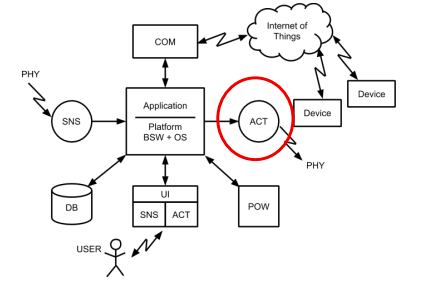 Internet of
Things
COM
PHY
Device
Application
Device
SNS
Platform
BSW + OS
ACT
PHY
DB
UI
SNS
ACT
POW
USER